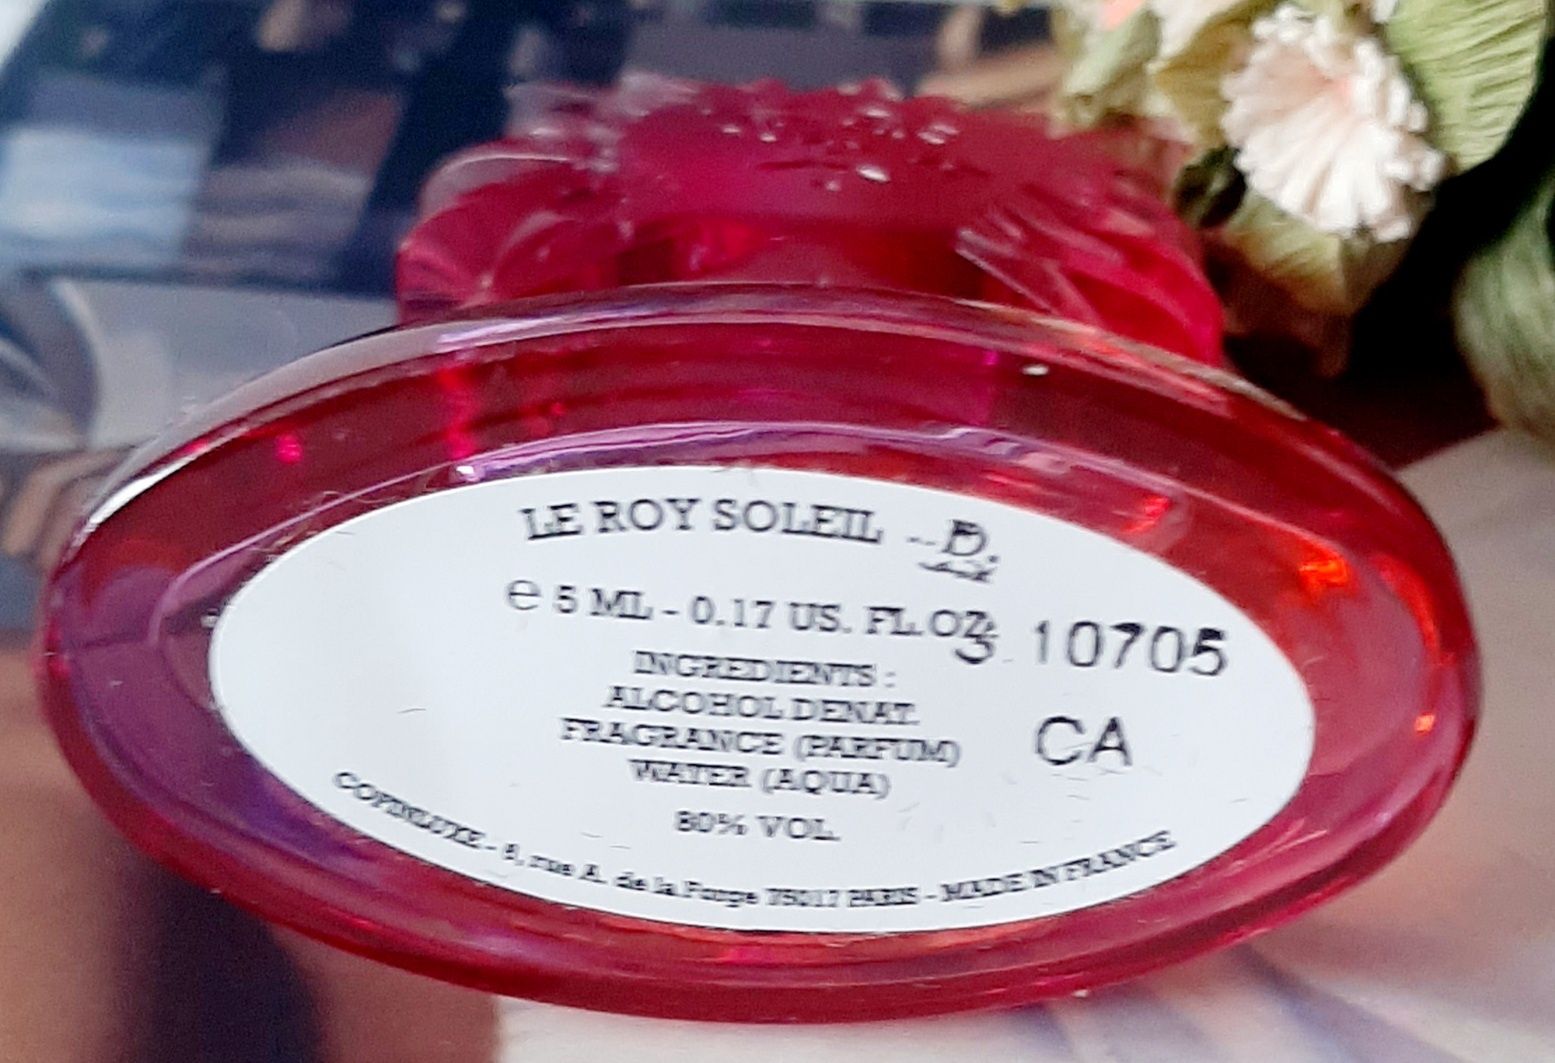 LE ROY SOLEIL
℮ 5 ML - 0.17 US. FL. OZ.
3 10705
INGREDIENTS :
ALCOHOL DENAT.
FRAGRANCE (PARFUM)
WATER (AQUA)
CA
80% VOL.
COFINLUXE - 6, rue A. de la Forge 75017 PARIS - MADE IN FRANCE